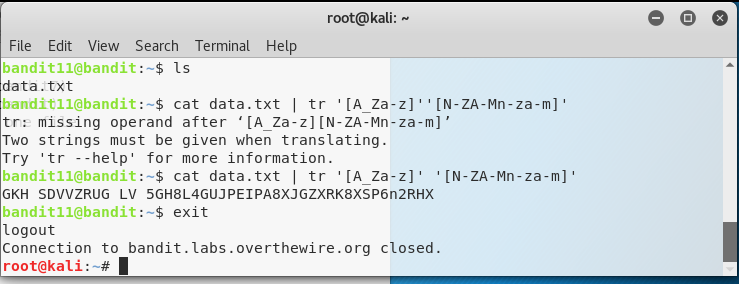 root@kali: ~
File Edit View Search Terminal Help
bandit11@bandit:~$ ls
data.txt
bandit11@bandit:~$ cat data.txt | tr '[A_Za-z]''[N-ZA-Mn-za-m]'
tr: missing operand after ‘[A_Za-z][N-ZA-Mn-za-m]’
Two strings must be given when translating.
Try 'tr --help' for more information.
bandit11@bandit:~$ cat data.txt | tr '[A_Za-z]' '[N-ZA-Mn-za-m]'
GKH SDVVZRUG LV 5GH8L4GUJPEIPA8XJGZXRK8XSP6n2RHX
bandit11@bandit:~$ exit
logout
Connection to bandit.labs.overthewire.org closed.
root@kali:~#